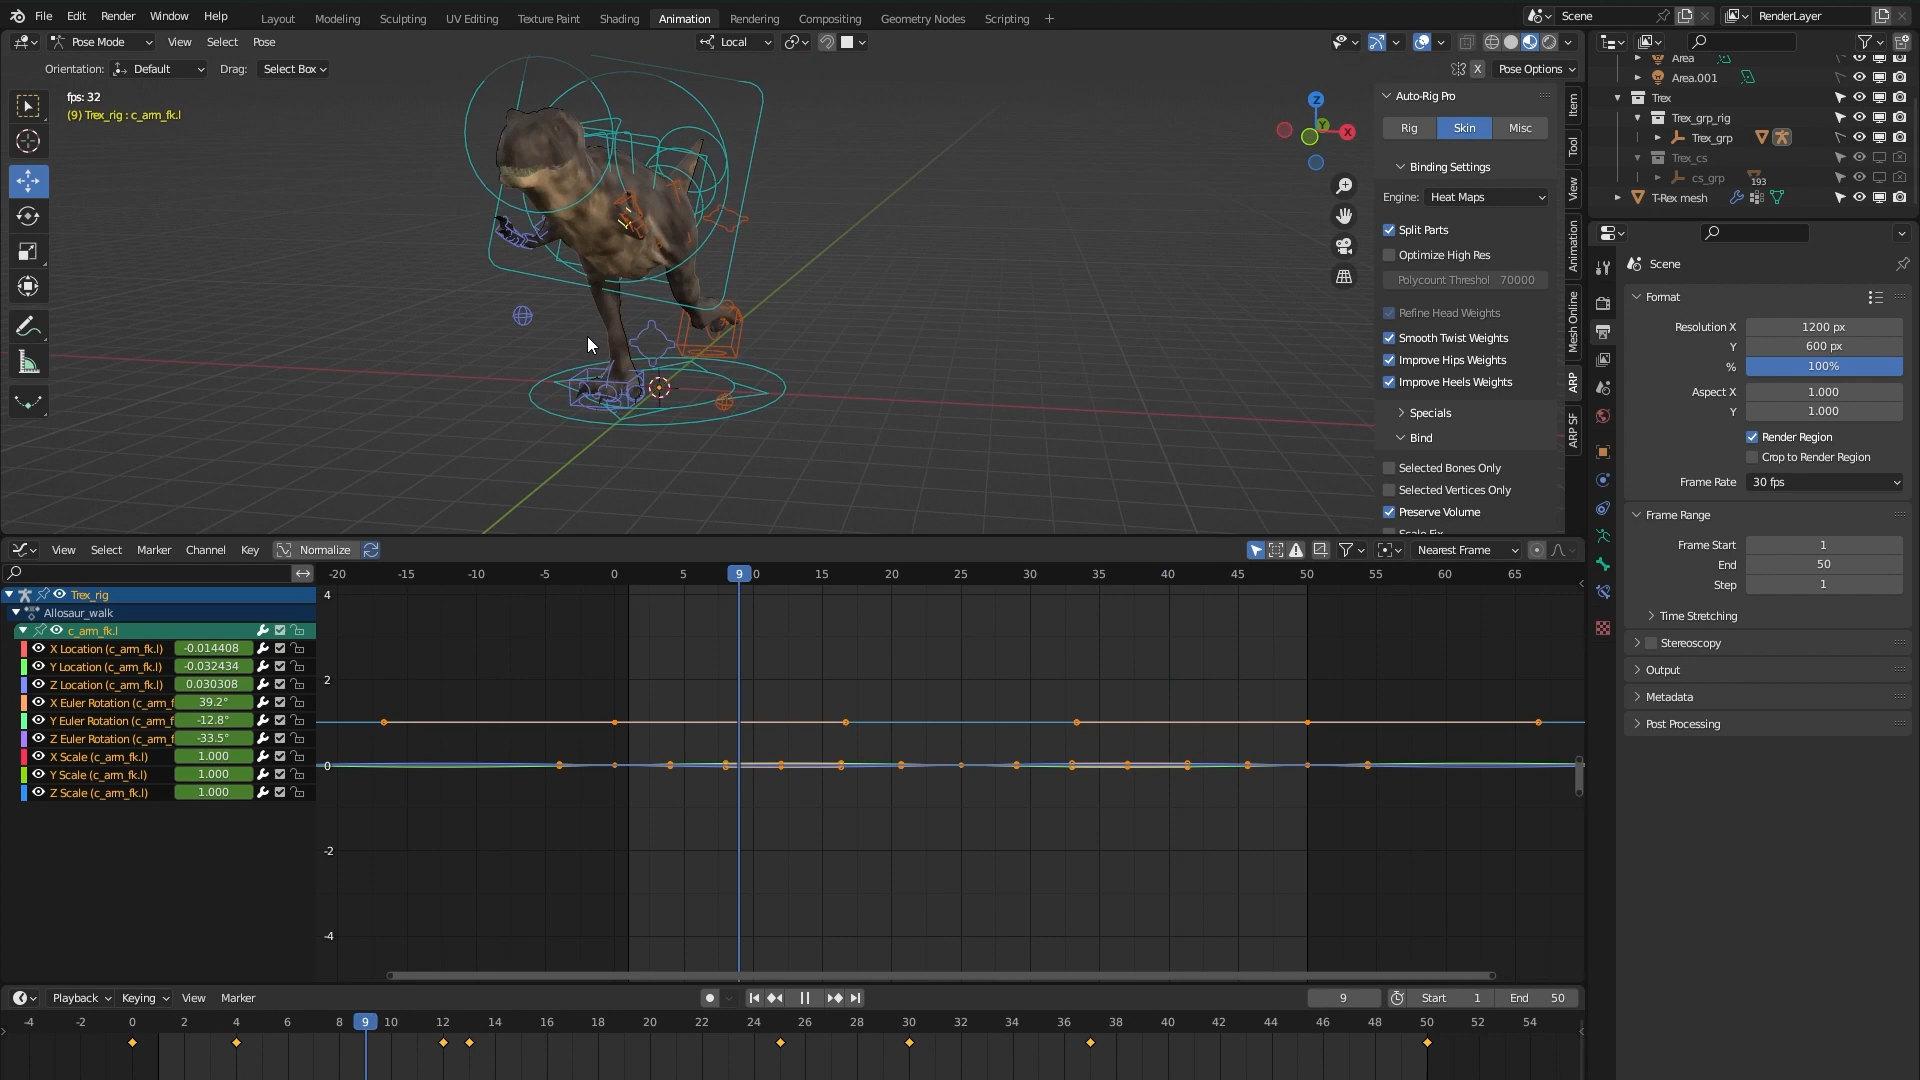 File Edit Render Window Help Layout Modeling Sculpting UV Editing Texture Paint Shading Animation Rendering Compositing Geometry Nodes Scripting + Scene RenderLayer
Pose Mode View Select Pose Local
Orientation: Default Drag: Select Box X Pose Options
fps: 32
(9) Trex_rig : c_arm_fk.l
Z
Y
X
Auto-Rig Pro
Rig Skin Misc
Binding Settings
Engine: Heat Maps
Split Parts
Optimize High Res
Polycount Threshol 70000
Refine Head Weights
Smooth Twist Weights
Improve Hips Weights
Improve Heels Weights
Specials
Bind
Selected Bones Only
Selected Vertices Only
Preserve Volume
Item
Tool
View
Animation
Mesh Online
ARP
ARP SF
Area
Area.001
Trex
Trex_grp_rig
Trex_grp
Trex_cs
cs_grp 193
T-Rex mesh
Scene
Format
Resolution X 1200 px
Y 600 px
% 100%
Aspect X 1.000
Y 1.000
Render Region
Crop to Render Region
Frame Rate 30 fps
Frame Range
Frame Start 1
End 50
Step 1
Time Stretching
Stereoscopy
Output
Metadata
Post Processing
View Select Marker Channel Key Normalize Nearest Frame
-20 -15 -10 -5 0 5 9 0 15 20 25 30 35 40 45 50 55 60 65
Trex_rig
Allosaur_walk
c_arm_fk.l
X Location (c_arm_fk.l) -0.014408
Y Location (c_arm_fk.l) -0.032434
Z Location (c_arm_fk.l) 0.030308
X Euler Rotation (c_arm_f 39.2°
Y Euler Rotation (c_arm_f -12.8°
Z Euler Rotation (c_arm_f -33.5°
X Scale (c_arm_fk.l) 1.000
Y Scale (c_arm_fk.l) 1.000
Z Scale (c_arm_fk.l) 1.000
4
2
0
-2
-4
Playback Keying View Marker 9 Start 1 End 50
-4 -2 0 2 4 6 8 9 10 12 14 16 18 20 22 24 26 28 30 32 34 36 38 40 42 44 46 48 50 52 54